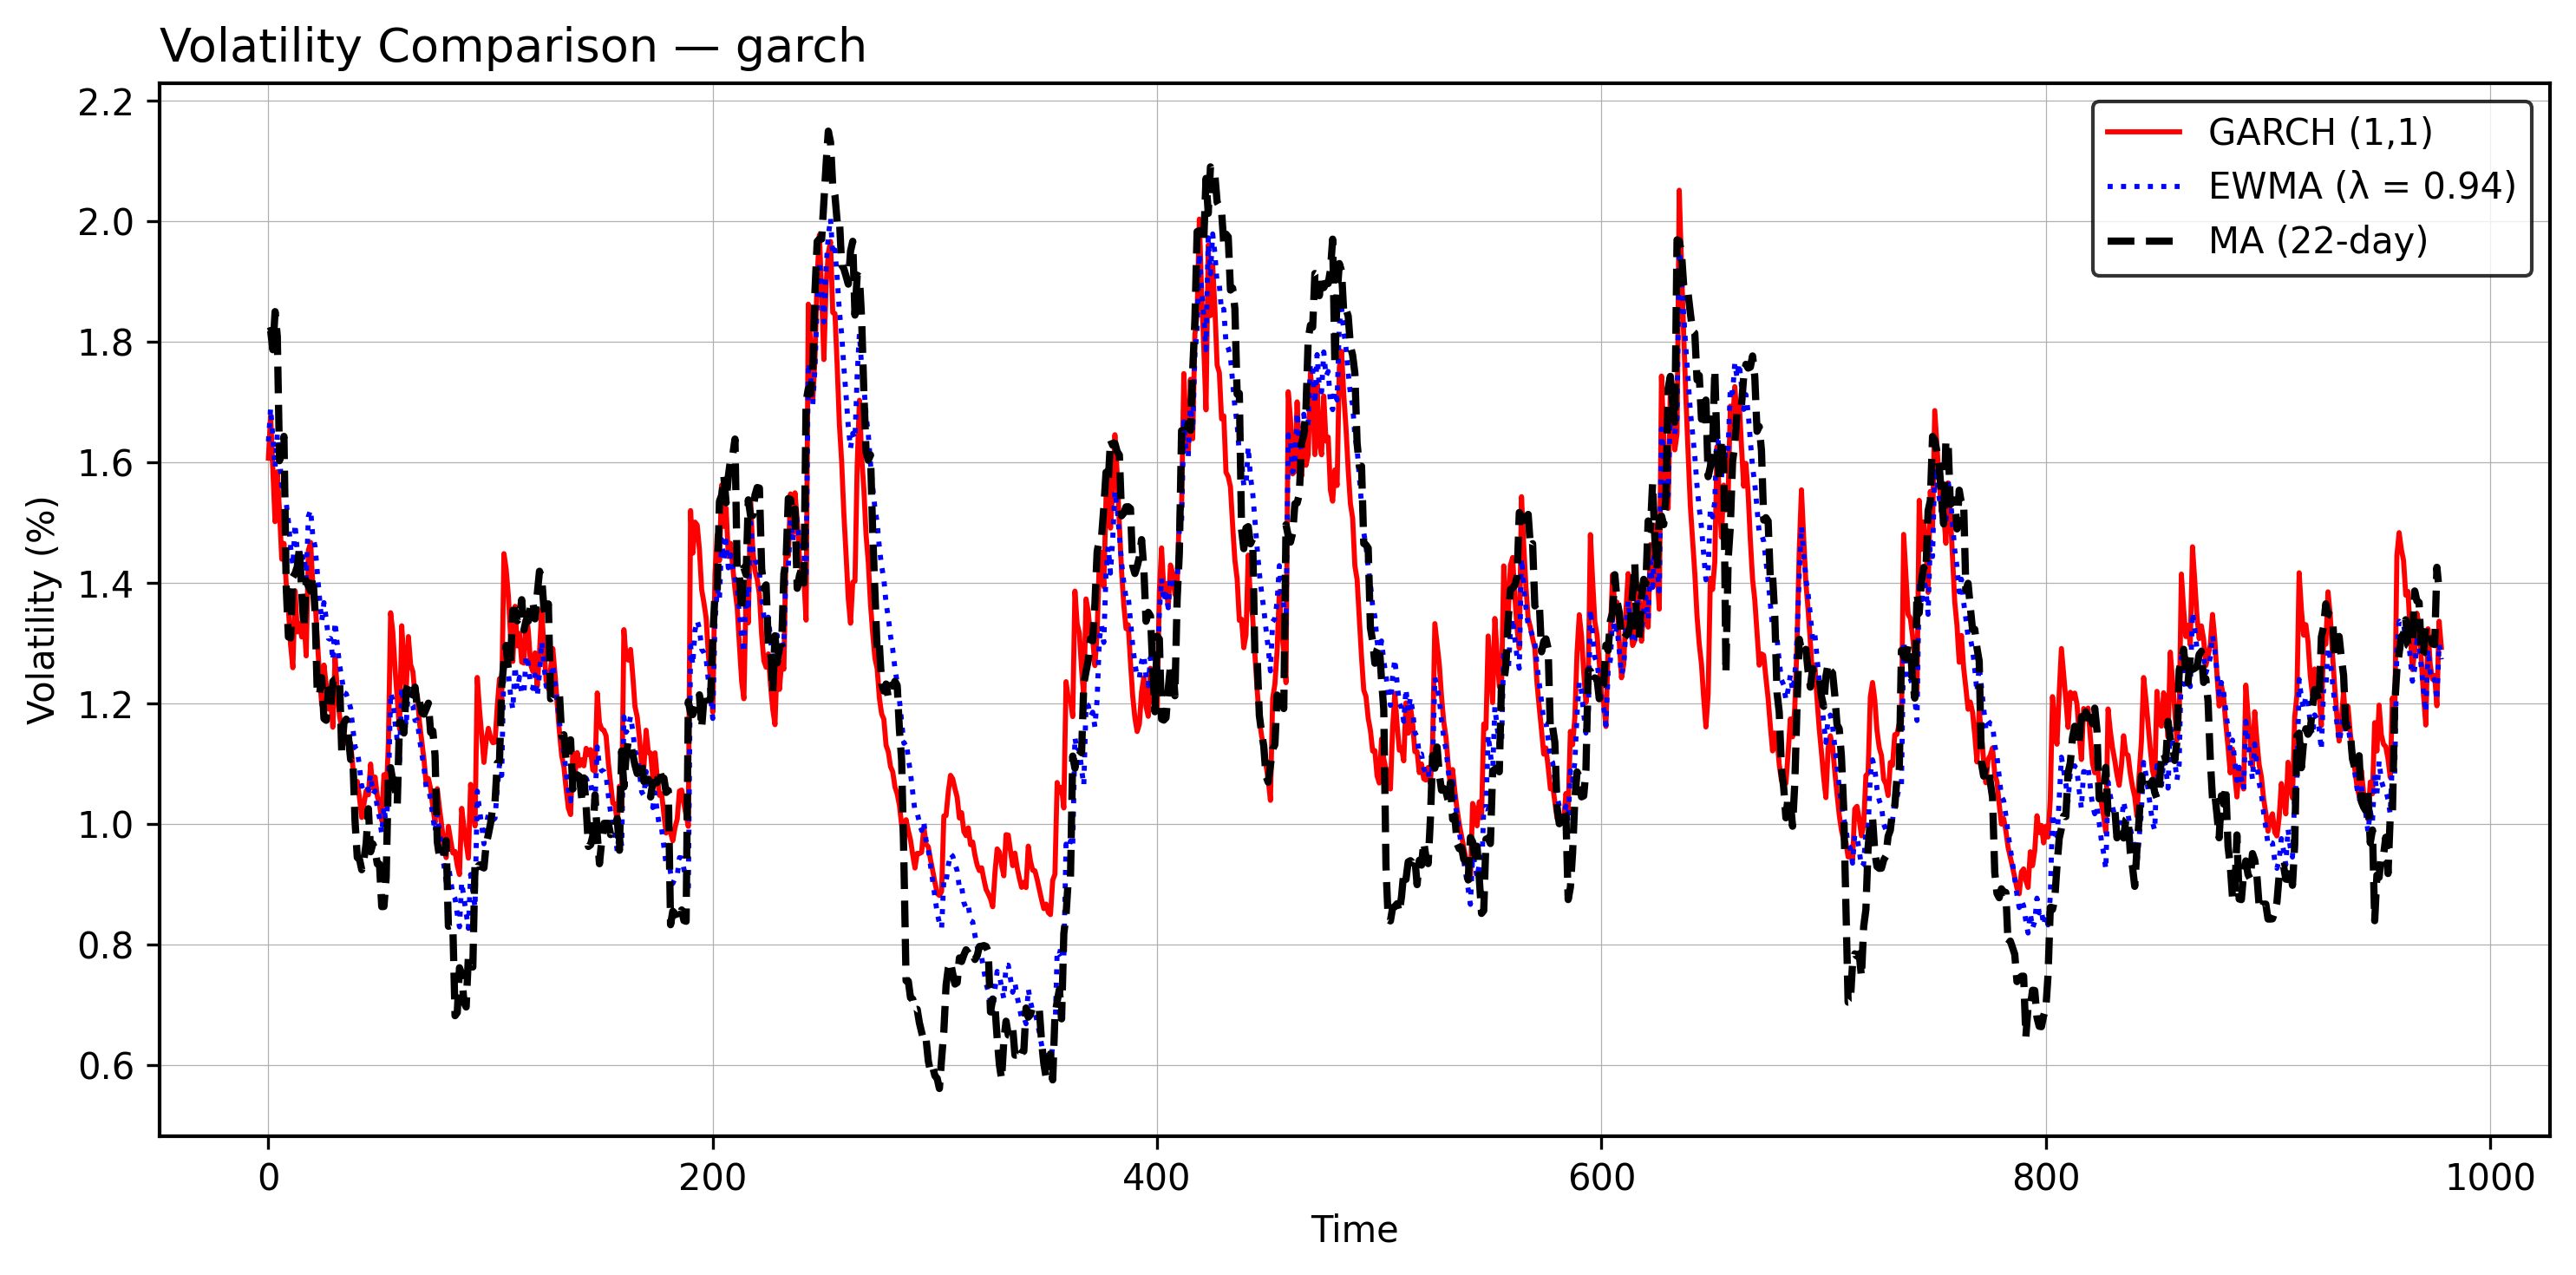 Volatility Comparison — garch
2.2
2.0
1.8
1.6
1.4
1.2
1.0
0.8
0.6
Volatility (%)
GARCH (1,1)
EWMA (λ = 0.94)
MA (22-day)
0 200 400 600 800 1000
Time